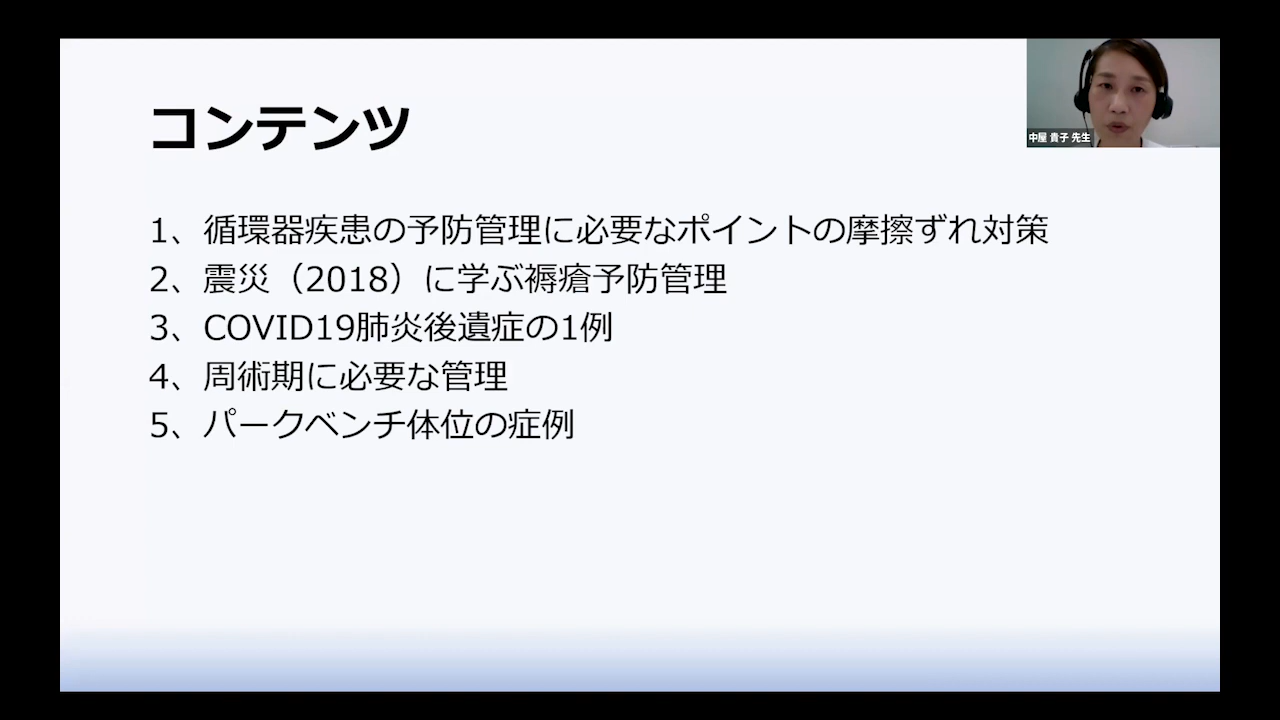 コンテンツ
中屋 貴子 先生
1、循環器疾患の予防管理に必要なポイントの摩擦ずれ対策
2、震災（2018）に学ぶ褥瘡予防管理
3、COVID19肺炎後遺症の1例
4、周術期に必要な管理
5、パークベンチ体位の症例